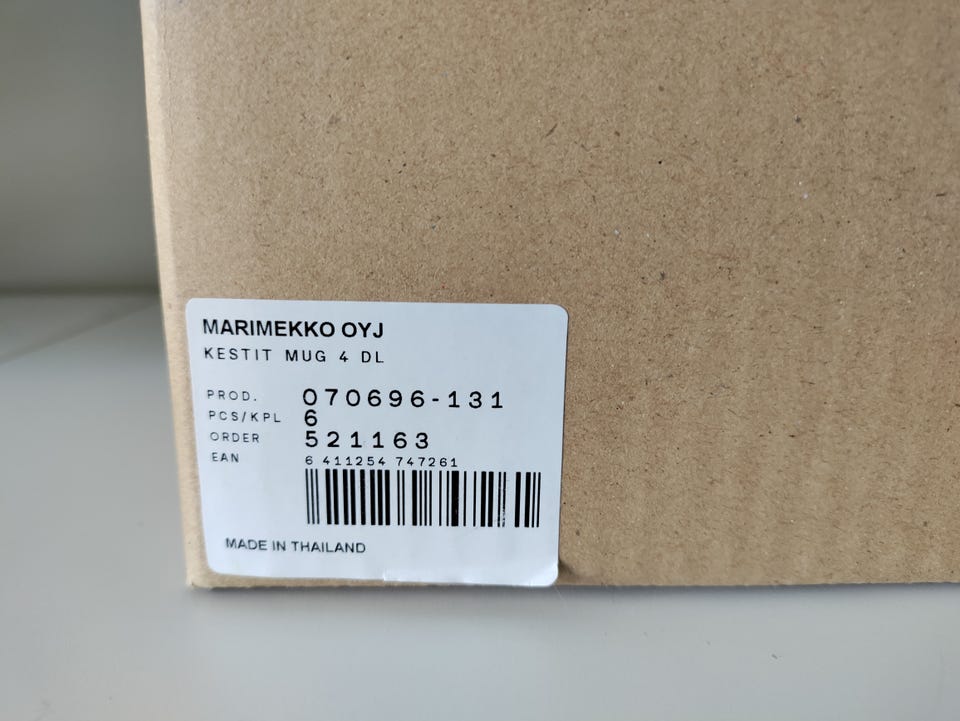 MARIMEKKO OYJ
KESTIT MUG 4 DL
PROD. 070696-131
PCS/KPL 6
ORDER 521163
EAN 6 411254 747261
MADE IN THAILAND